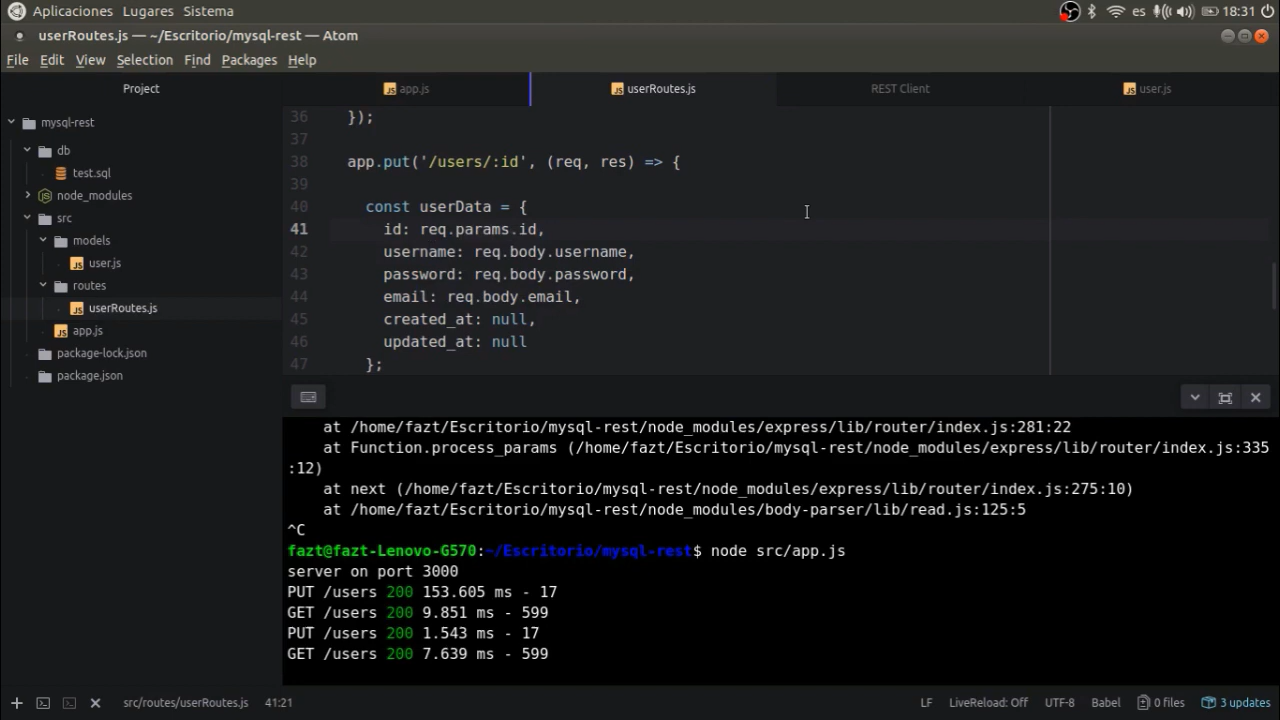 Aplicaciones Lugares Sistema
es 18:31
userRoutes.js — ~/Escritorio/mysql-rest — Atom
File Edit View Selection Find Packages Help
Project
app.js
userRoutes.js
REST Client
user.js
mysql-rest
db
test.sql
node_modules
src
models
user.js
routes
userRoutes.js
app.js
package-lock.json
package.json
36 });
37
38 app.put('/users/:id', (req, res) => {
39
40 const userData = {
41 id: req.params.id,
42 username: req.body.username,
43 password: req.body.password,
44 email: req.body.email,
45 created_at: null,
46 updated_at: null
47 };
at /home/fazt/Escritorio/mysql-rest/node_modules/express/lib/router/index.js:281:22
at Function.process_params (/home/fazt/Escritorio/mysql-rest/node_modules/express/lib/router/index.js:335
:12)
at next (/home/fazt/Escritorio/mysql-rest/node_modules/express/lib/router/index.js:275:10)
at /home/fazt/Escritorio/mysql-rest/node_modules/body-parser/lib/read.js:125:5
^C
fazt@fazt-Lenovo-G570:~/Escritorio/mysql-rest$ node src/app.js
server on port 3000
PUT /users 200 153.605 ms - 17
GET /users 200 9.851 ms - 599
PUT /users 200 1.543 ms - 17
GET /users 200 7.639 ms - 599
src/routes/userRoutes.js 41:21
LF LiveReload: Off UTF-8 Babel 0 files 3 updates